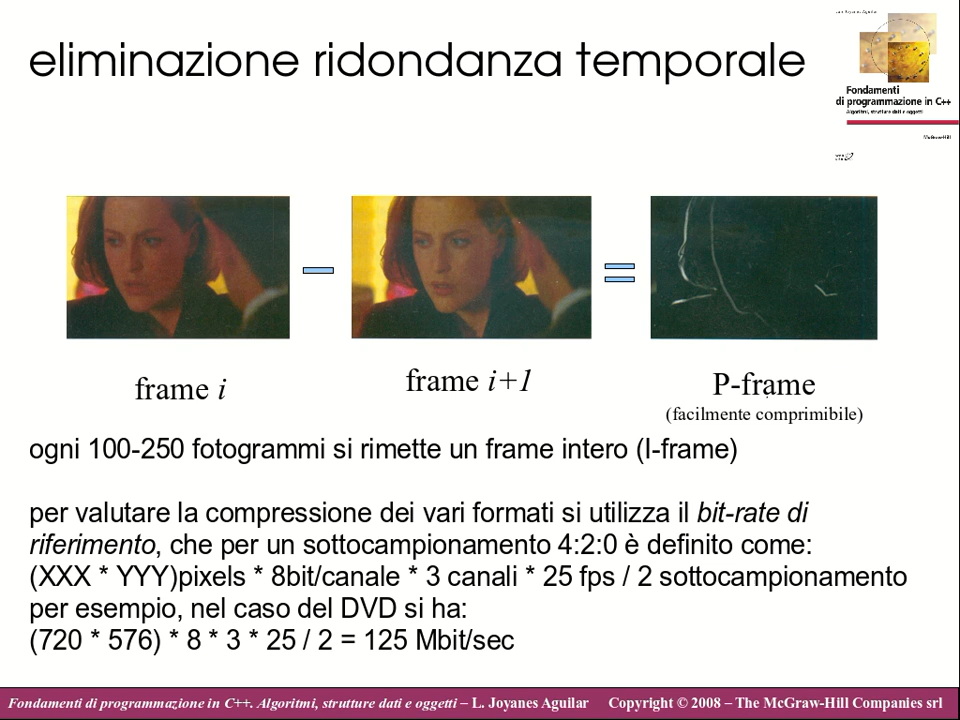 eliminazione ridondanza temporale
Fondamenti
di programmazione in C++
Algoritmi, strutture dati e oggetti
McGraw-Hill
frame i
frame i+1
P-frame
(facilmente comprimibile)
ogni 100-250 fotogrammi si rimette un frame intero (I-frame)
per valutare la compressione dei vari formati si utilizza il bit-rate di
riferimento, che per un sottocampionamento 4:2:0 è definito come:
(XXX * YYY)pixels * 8bit/canale * 3 canali * 25 fps / 2 sottocampionamento
per esempio, nel caso del DVD si ha:
(720 * 576) * 8 * 3 * 25 / 2 = 125 Mbit/sec
Fondamenti di programmazione in C++. Algoritmi, strutture dati e oggetti – L. Joyanes Aguilar Copyright © 2008 – The McGraw-Hill Companies srl